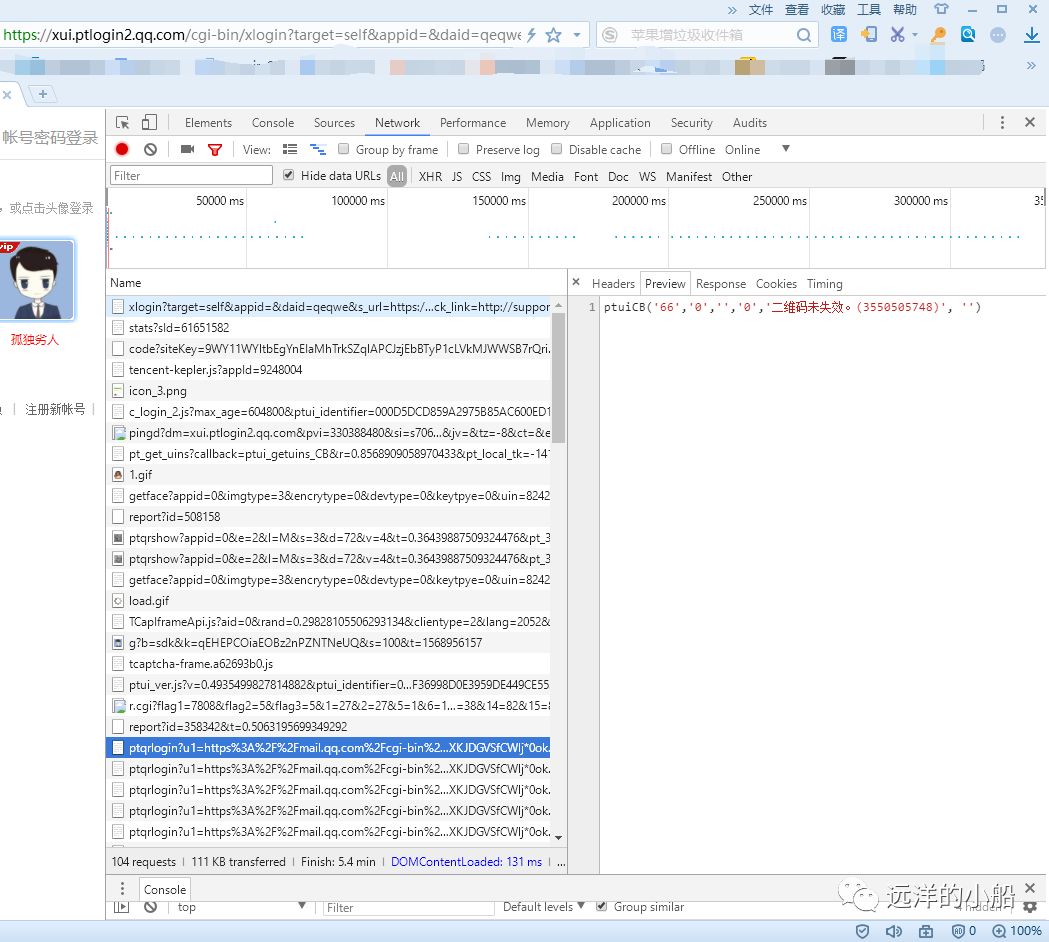 » 文件 查看 收藏 工具 帮助
https://xui.ptlogin2.qq.com/cgi-bin/xlogin?target=self&appid=&daid=qeqwe
苹果增垃圾收件箱
帐号密码登录
，或点击头像登录
vip
孤独劣人
注册新帐号
Elements Console Sources Network Performance Memory Application Security Audits
View: Group by frame Preserve log Disable cache Offline Online
Filter Hide data URLs All XHR JS CSS Img Media Font Doc WS Manifest Other
50000 ms 100000 ms 150000 ms 200000 ms 250000 ms 300000 ms
Name
xlogin?target=self&appid=&daid=qeqwe&s_url=https:/...ck_link=http://suppor
stats?sId=61651582
code?siteKey=9WY11WYItbEgYnEIaMhTrkSZqIAPCJzjEbBTyP1cLVkMJWWSB7rQri.
tencent-kepler.js?appId=9248004
icon_3.png
c_login_2.js?max_age=604800&ptui_identifier=000D5DCD859A2975B85AC600ED1
pingd?dm=xui.ptlogin2.qq.com&pvi=330388480&si=s706...&jv=&tz=-8&ct=&e
pt_get_uins?callback=ptui_getuins_CB&r=0.8568909058970433&pt_local_tk=-141
1.gif
getface?appid=0&imgtype=3&encrytype=0&devtype=0&keytpye=0&uin=8242
report?id=508158
ptqrshow?appid=0&e=2&l=M&s=3&d=72&v=4&t=0.36439887509324476&pt_3
ptqrshow?appid=0&e=2&l=M&s=3&d=72&v=4&t=0.36439887509324476&pt_3
getface?appid=0&imgtype=3&encrytype=0&devtype=0&keytpye=0&uin=8242
load.gif
TCapIframeApi.js?aid=0&rand=0.29828105506293134&clientype=2&lang=2052&
g?b=sdk&k=qEHEPCOiaEOBz2nPZNTNeUQ&s=100&t=1568956157
tcaptcha-frame.a62693b0.js
ptui_ver.js?v=0.4935499827814882&ptui_identifier=0...F36998D0E3959DE449CE55
r.cgi?flag1=7808&flag2=5&flag3=5&1=27&2=27&5=1&6=1...=38&14=82&15=8
report?id=358342&t=0.5063195699349292
ptqrlogin?u1=https%3A%2F%2Fmail.qq.com%2Fcgi-bin%2...XKJDGVSfCWlj*0ok.
ptqrlogin?u1=https%3A%2F%2Fmail.qq.com%2Fcgi-bin%2...XKJDGVSfCWlj*0ok.
ptqrlogin?u1=https%3A%2F%2Fmail.qq.com%2Fcgi-bin%2...XKJDGVSfCWlj*0ok.
ptqrlogin?u1=https%3A%2F%2Fmail.qq.com%2Fcgi-bin%2...XKJDGVSfCWlj*0ok.
ptqrlogin?u1=https%3A%2F%2Fmail.qq.com%2Fcgi-bin%2...XKJDGVSfCWlj*0ok.
104 requests | 111 KB transferred | Finish: 5.4 min | DOMContentLoaded: 131 ms | ...
Headers Preview Response Cookies Timing
1 ptuiCB('66','0','','0','二维码未失效。(3550505748)', '')
Console
top Filter Default levels Group similar
4 hidden
远洋的小船
0 100%